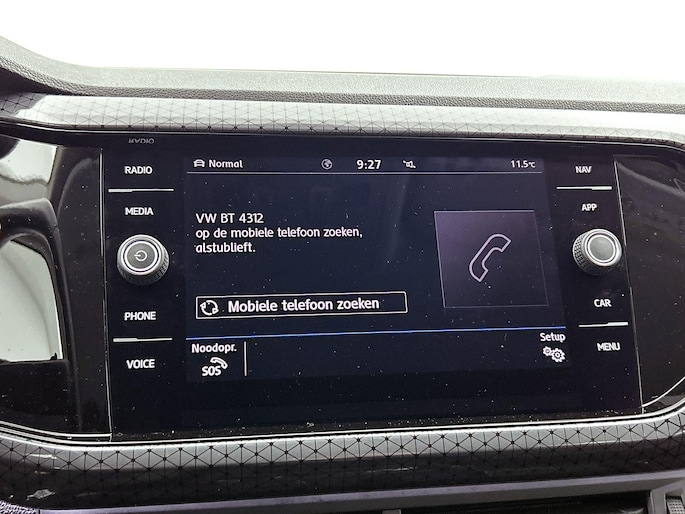 RADIO
MEDIA
PHONE
VOICE
Normal
9:27
11.5°C
VW BT 4312
op de mobiele telefoon zoeken,
alstublieft.
Mobiele telefoon zoeken
Noodopr.
SOS
Setup
NAV
APP
CAR
MENU